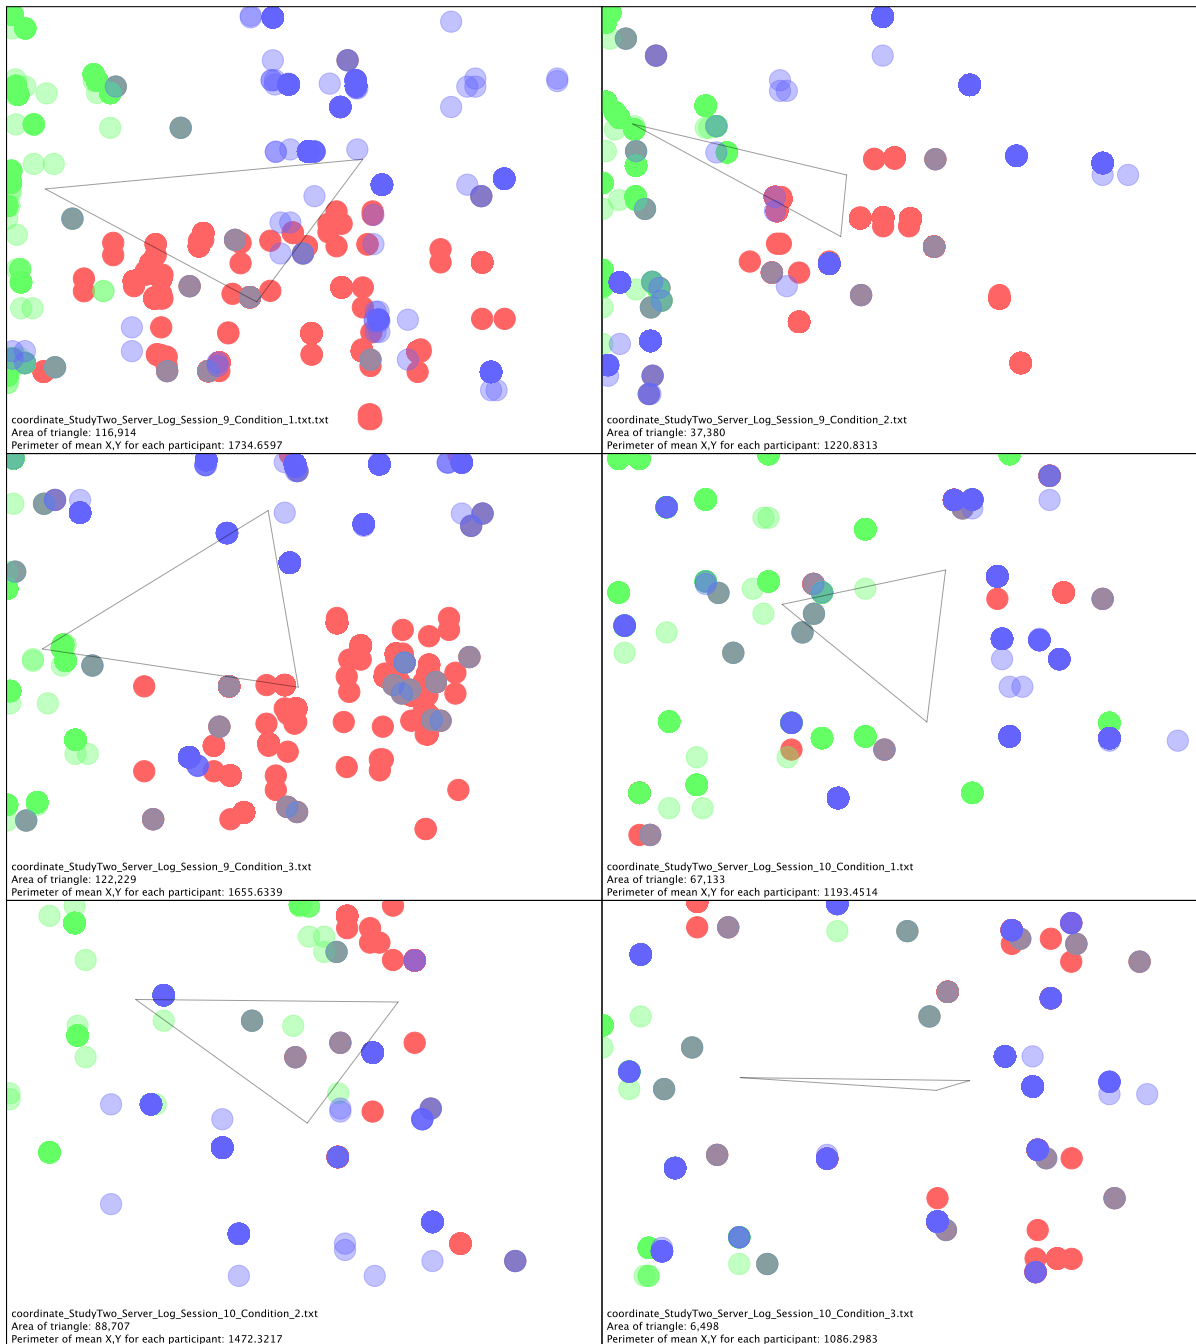 coordinate_StudyTwo_Server_Log_Session_9_Condition_1.txt.txt
Area of triangle: 116,914
Perimeter of mean X,Y for each participant: 1734.6597
coordinate_StudyTwo_Server_Log_Session_9_Condition_2.txt
Area of triangle: 37,380
Perimeter of mean X,Y for each participant: 1220.8313
coordinate_StudyTwo_Server_Log_Session_9_Condition_3.txt
Area of triangle: 122,229
Perimeter of mean X,Y for each participant: 1655.6339
coordinate_StudyTwo_Server_Log_Session_10_Condition_1.txt
Area of triangle: 67,133
Perimeter of mean X,Y for each participant: 1193.4514
coordinate_StudyTwo_Server_Log_Session_10_Condition_2.txt
Area of triangle: 88,707
Perimeter of mean X,Y for each participant: 1472.3217
coordinate_StudyTwo_Server_Log_Session_10_Condition_3.txt
Area of triangle: 6,498
Perimeter of mean X,Y for each participant: 1086.2983